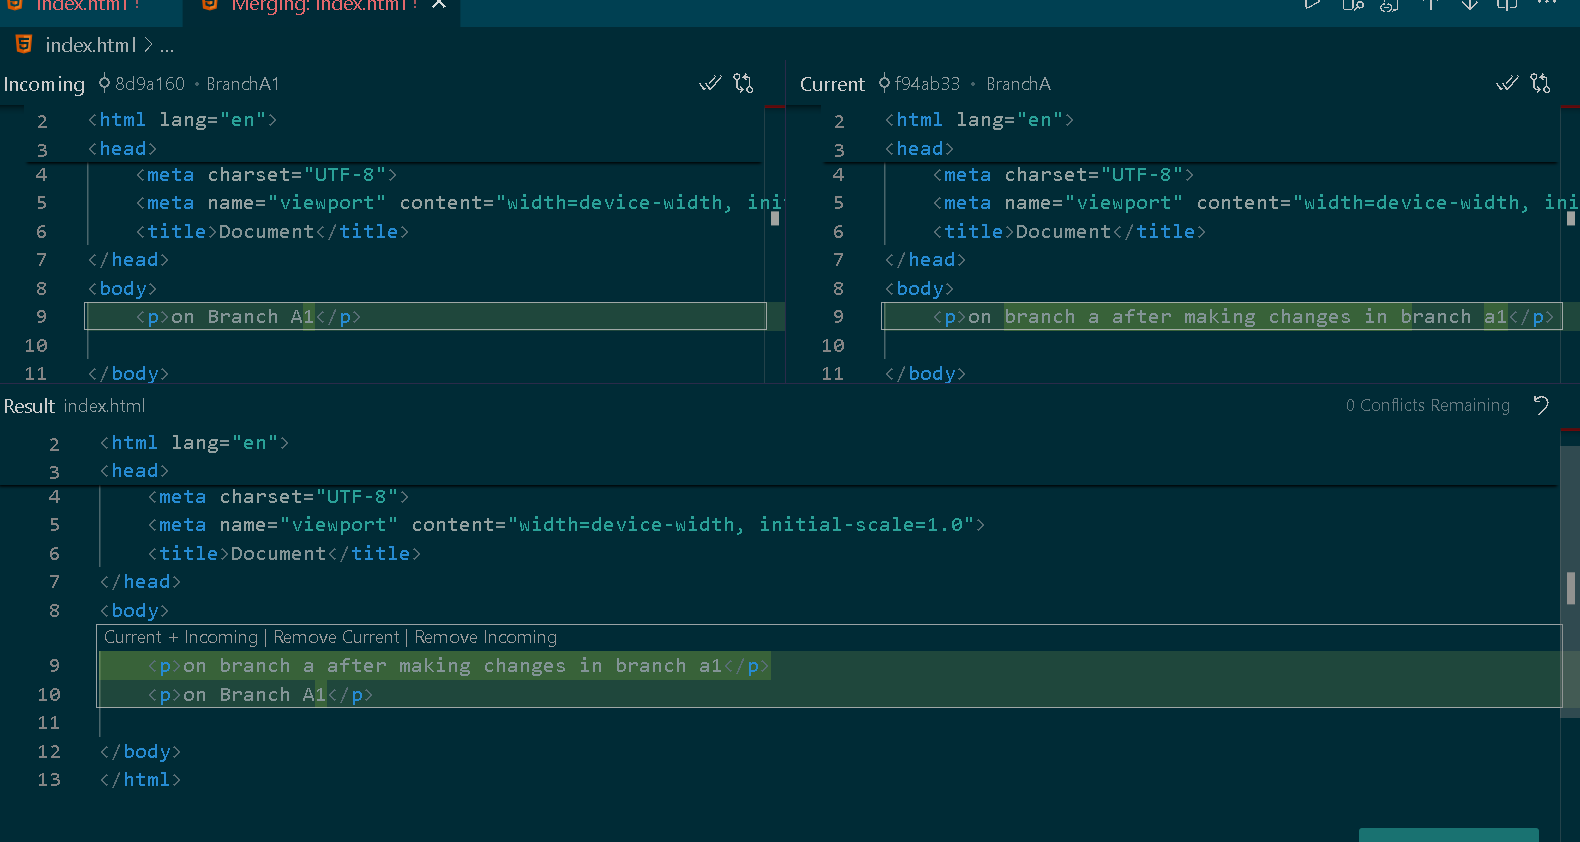 index.html !
Merging: index.html !
index.html > ...
Incoming 8d9a160 • BranchA1
2 <html lang="en">
3 <head>
4 <meta charset="UTF-8">
5 <meta name="viewport" content="width=device-width, ini
6 <title>Document</title>
7 </head>
8 <body>
9 <p>on Branch A1</p>
10
11 </body>
Current f94ab33 • BranchA
2 <html lang="en">
3 <head>
4 <meta charset="UTF-8">
5 <meta name="viewport" content="width=device-width, ini
6 <title>Document</title>
7 </head>
8 <body>
9 <p>on branch a after making changes in branch a1</p>
10
11 </body>
Result index.html
0 Conflicts Remaining
2 <html lang="en">
3 <head>
4 <meta charset="UTF-8">
5 <meta name="viewport" content="width=device-width, initial-scale=1.0">
6 <title>Document</title>
7 </head>
8 <body>
Current + Incoming | Remove Current | Remove Incoming
9 <p>on branch a after making changes in branch a1</p>
10 <p>on Branch A1</p>
11
12 </body>
13 </html>